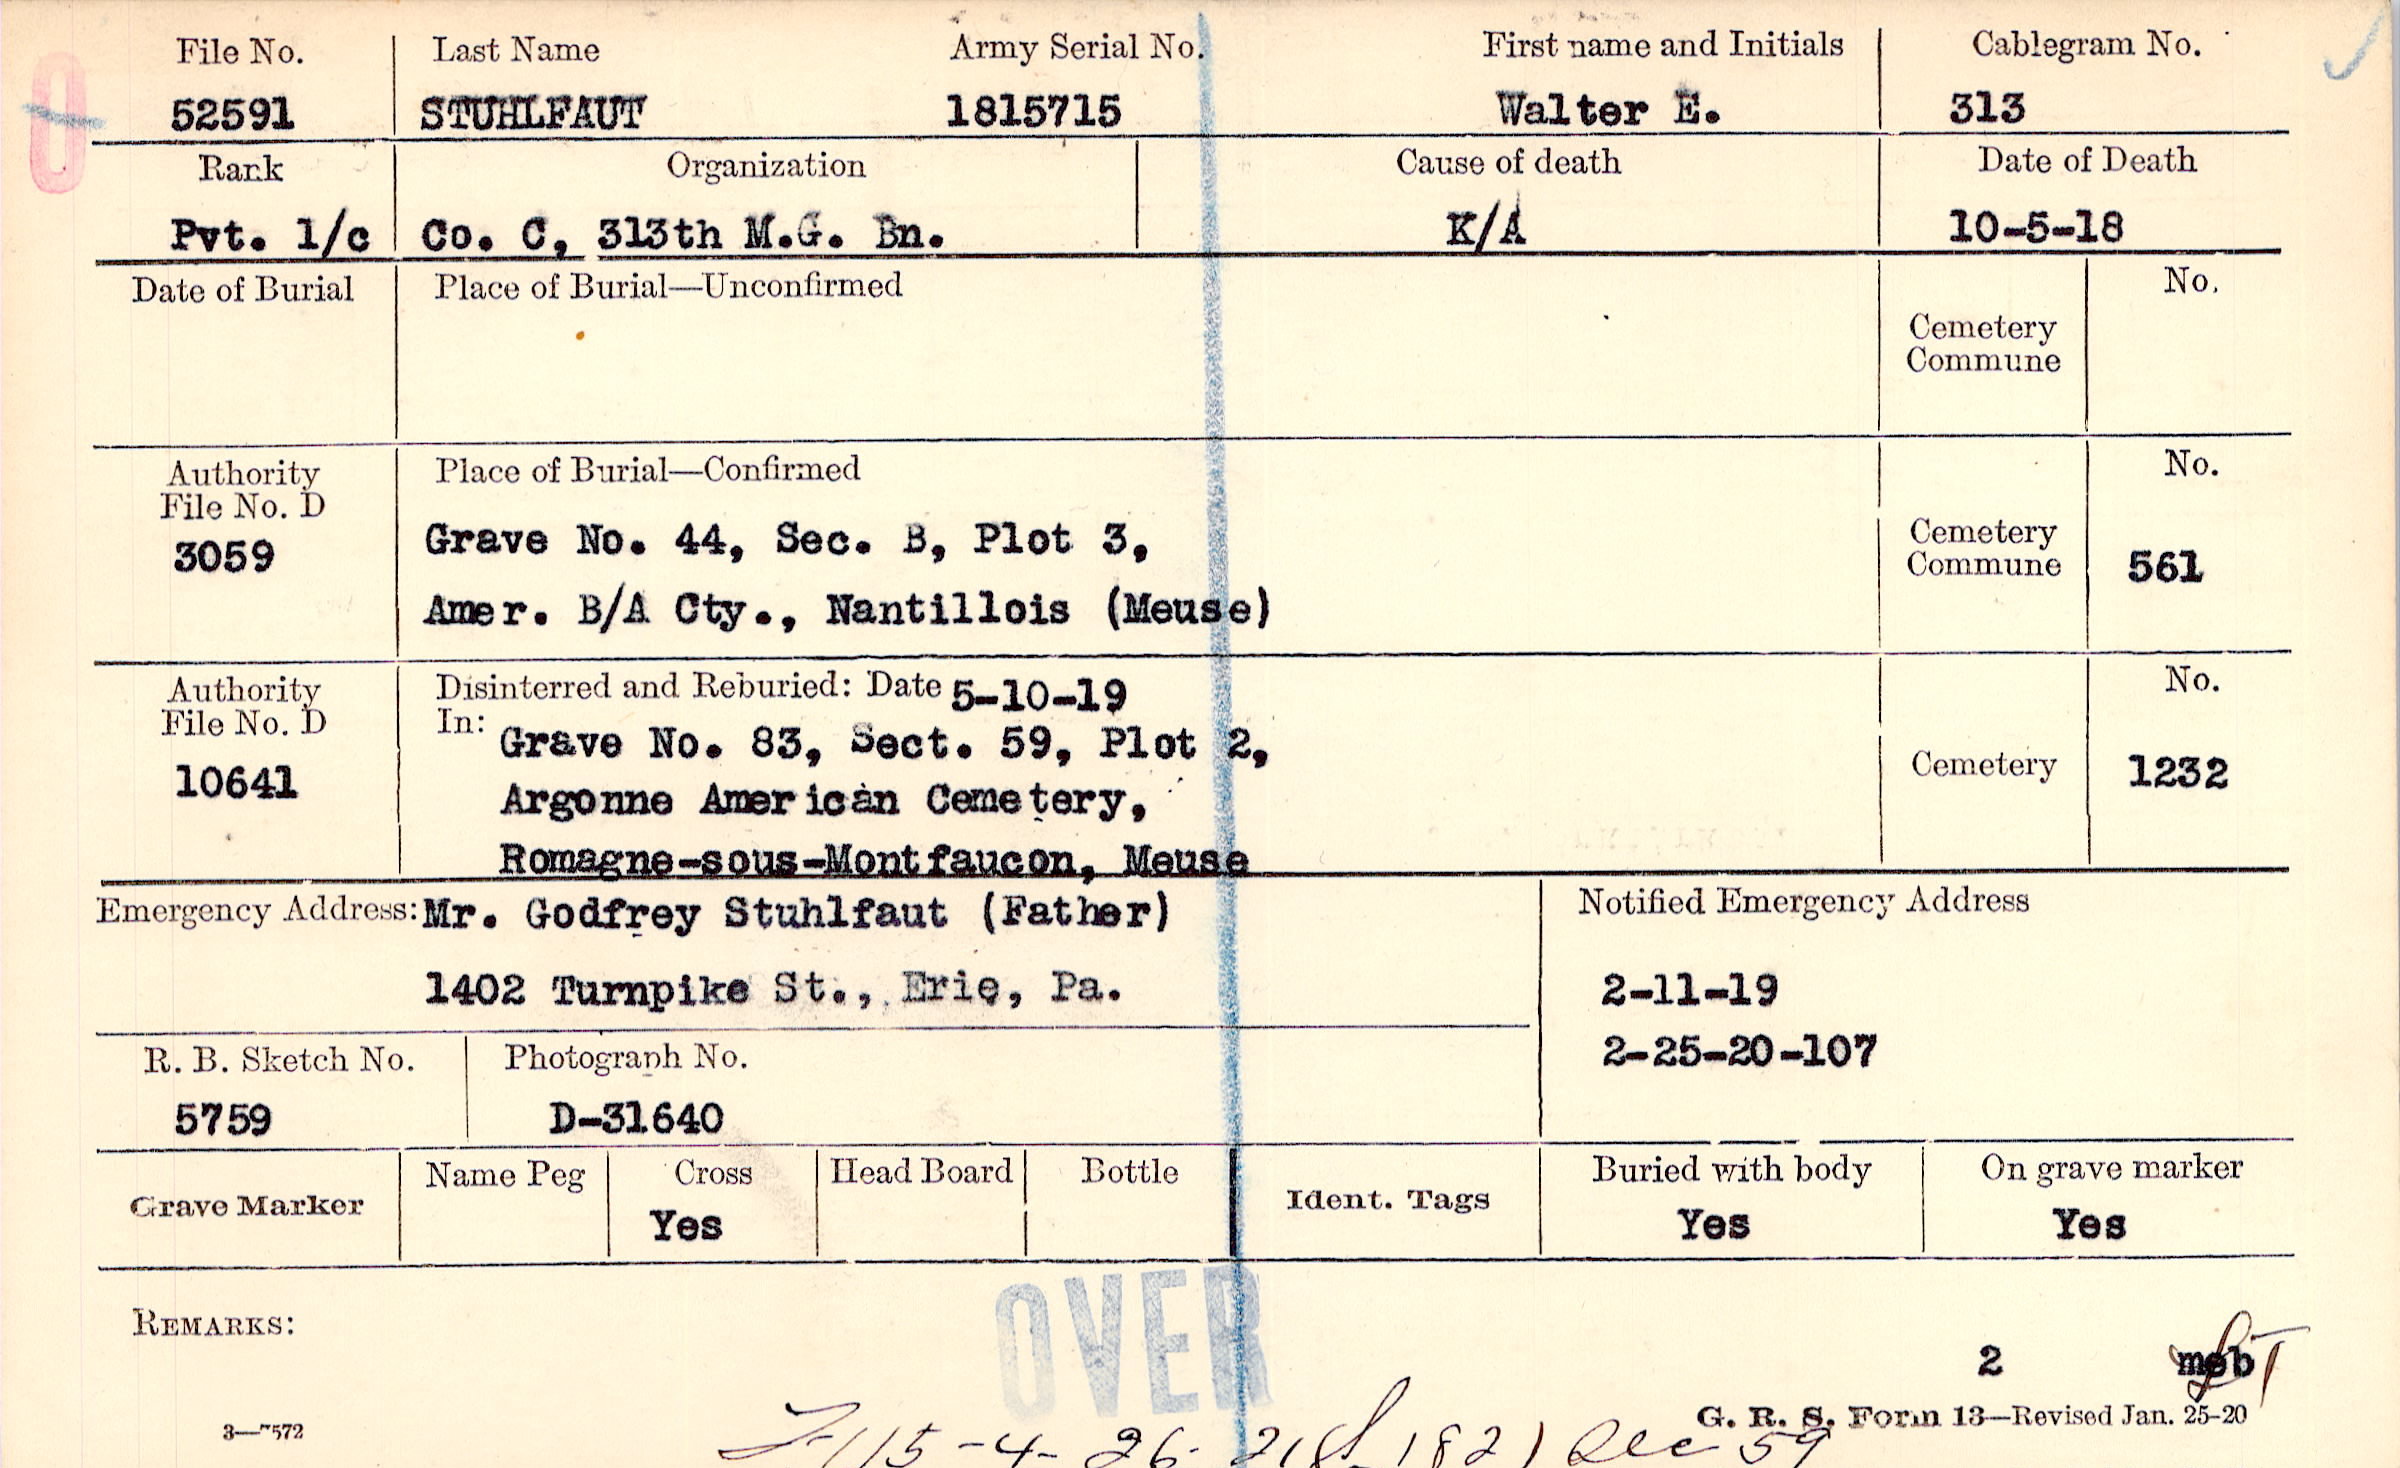 File No. Last Name Army Serial No. First name and Initials Cablegram No.
52591 STUHLFAUT 1815715 Walter E. 313
Rank Organization Cause of death Date of Death
Pvt. 1/c Co. C, 313th M.G. Bn. K/A 10-5-18
Date of Burial Place of Burial—Unconfirmed No.
Cemetery
Commune
Authority Place of Burial—Confirmed No.
File No. D
3059 Grave No. 44, Sec. B, Plot 3, Cemetery
Commune 561
Amer. B/A Cty., Nantillois (Meuse)
Authority Disinterred and Reburied: Date 5-10-19 No.
File No. D In:
Grave No. 83, Sect. 59, Plot 2,
10641 Argonne American Cemetery, Cemetery 1232
Romagne-sous-Montfaucon, Meuse
Emergency Address: Mr. Godfrey Stuhlfaut (Father) Notified Emergency Address
1402 Turnpike St., Erie, Pa. 2-11-19
2-25-20-107
R. B. Sketch No. Photograph No.
5759 D-31640
Grave Marker Name Peg Cross Head Board Bottle Ident. Tags Buried with body On grave marker
Yes Yes Yes
OVER
REMARKS:
2 meb
G. R. S. Form 13—Revised Jan. 25-20
3—7572
15-4-26-21 1821 Sec 59